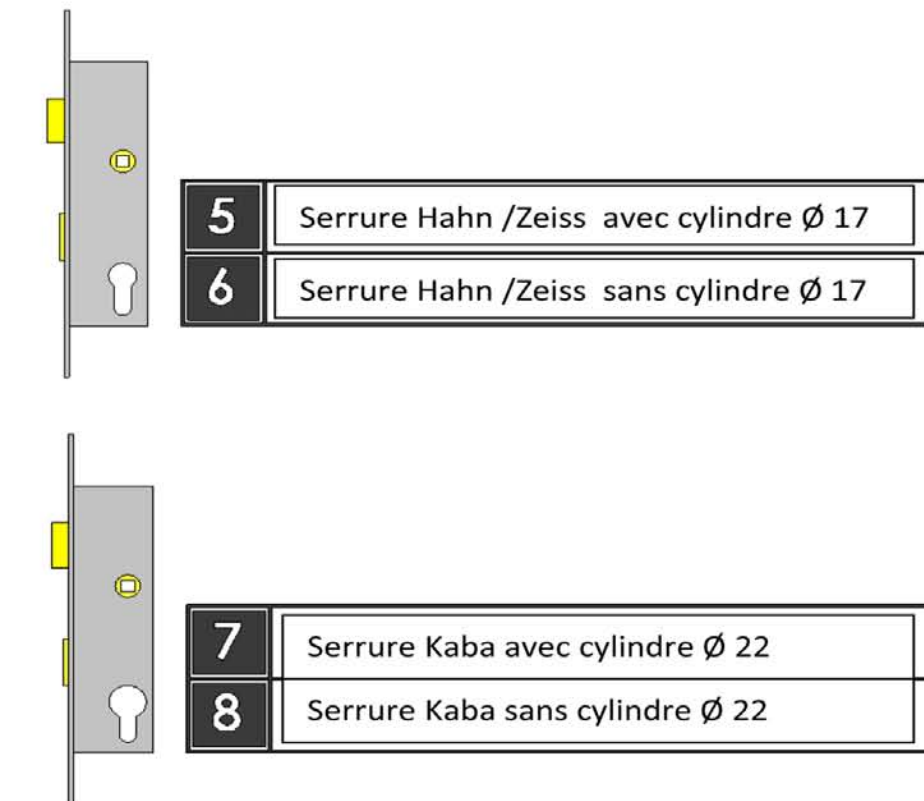 5 Serrure Hahn /Zeiss avec cylindre Ø 17
6 Serrure Hahn /Zeiss sans cylindre Ø 17
7 Serrure Kaba avec cylindre Ø 22
8 Serrure Kaba sans cylindre Ø 22